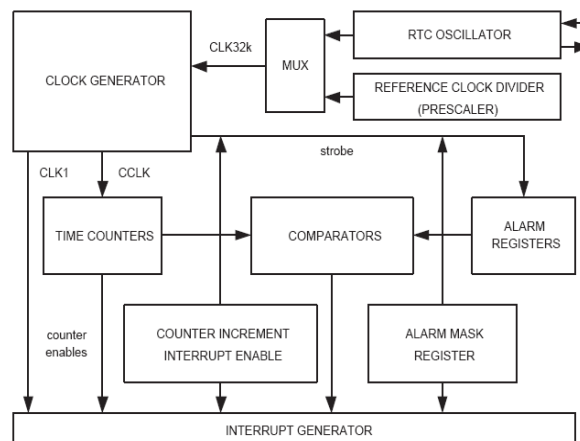 RTC OSCILLATOR
CLK32k
MUX
CLOCK GENERATOR
REFERENCE CLOCK DIVIDER
(PRESCALER)
strobe
CLK1
CCLK
TIME COUNTERS
COMPARATORS
ALARM
REGISTERS
counter
enables
COUNTER INCREMENT
INTERRUPT ENABLE
ALARM MASK
REGISTER
INTERRUPT GENERATOR